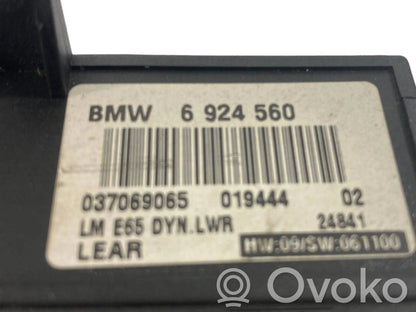 BMW 6 924 560
037069065 019444 02
LM E65 DYN.LWR 24841
LEAR HW:09/SW:061100
Ovoko